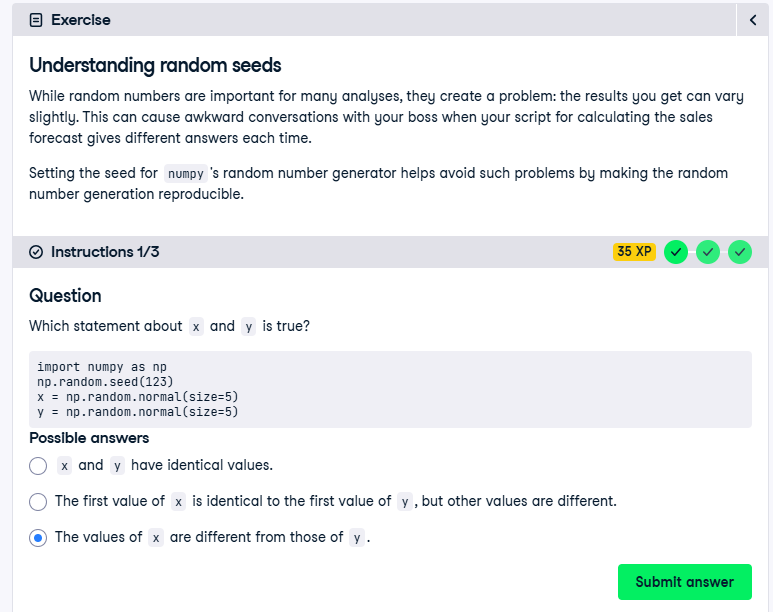 Exercise
Understanding random seeds
While random numbers are important for many analyses, they create a problem: the results you get can vary
slightly. This can cause awkward conversations with your boss when your script for calculating the sales
forecast gives different answers each time.
Setting the seed for numpy 's random number generator helps avoid such problems by making the random
number generation reproducible.
Instructions 1/3 35 XP
Question
Which statement about x and y is true?
import numpy as np
np.random.seed(123)
x = np.random.normal(size=5)
y = np.random.normal(size=5)
Possible answers
x and y have identical values.
The first value of x is identical to the first value of y , but other values are different.
The values of x are different from those of y .
Submit answer